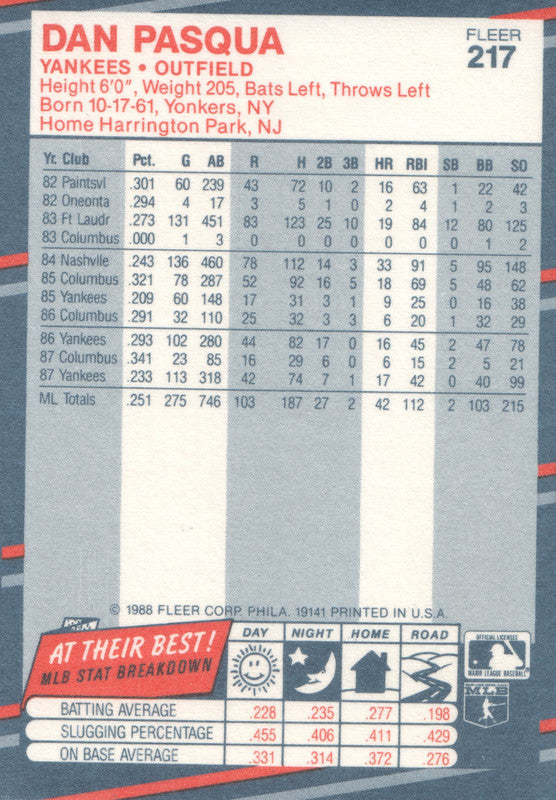 DAN PASQUA
FLEER
217
YANKEES • OUTFIELD
Height 6'0", Weight 205, Bats Left, Throws Left
Born 10-17-61, Yonkers, NY
Home Harrington Park, NJ
Yr. Club Pct. G AB R H 2B 3B HR RBI SB BB SO
82 Paintsvl .301 60 239 43 72 10 2 16 63 1 22 42
82 Oneonta .294 4 17 3 5 1 0 2 4 1 2 3
83 Ft Laudr .273 131 451 83 123 25 10 19 84 12 80 125
83 Columbus .000 1 3 0 0 0 0 0 0 0 1 2
84 Nashvlle .243 136 460 78 112 14 3 33 91 5 95 148
85 Columbus .321 78 287 52 92 16 5 18 69 5 48 62
85 Yankees .209 60 148 17 31 3 1 9 25 0 16 38
86 Columbus .291 32 110 25 32 3 3 6 20 1 32 29
86 Yankees .293 102 280 44 82 17 0 16 45 2 47 78
87 Columbus .341 23 85 16 29 6 0 6 15 2 5 21
87 Yankees .233 113 318 42 74 7 1 17 42 0 40 99
ML Totals .251 275 746 103 187 27 2 42 112 2 103 215
© 1988 FLEER CORP. PHILA. 19141 PRINTED IN U.S.A.
AT THEIR BEST!
MLB STAT BREAKDOWN
DAY NIGHT HOME ROAD
OFFICIAL LICENSEE
MAJOR LEAGUE BASEBALL
MLB
BATTING AVERAGE .228 .235 .277 .198
SLUGGING PERCENTAGE .455 .406 .411 .429
ON BASE AVERAGE .331 .314 .372 .276